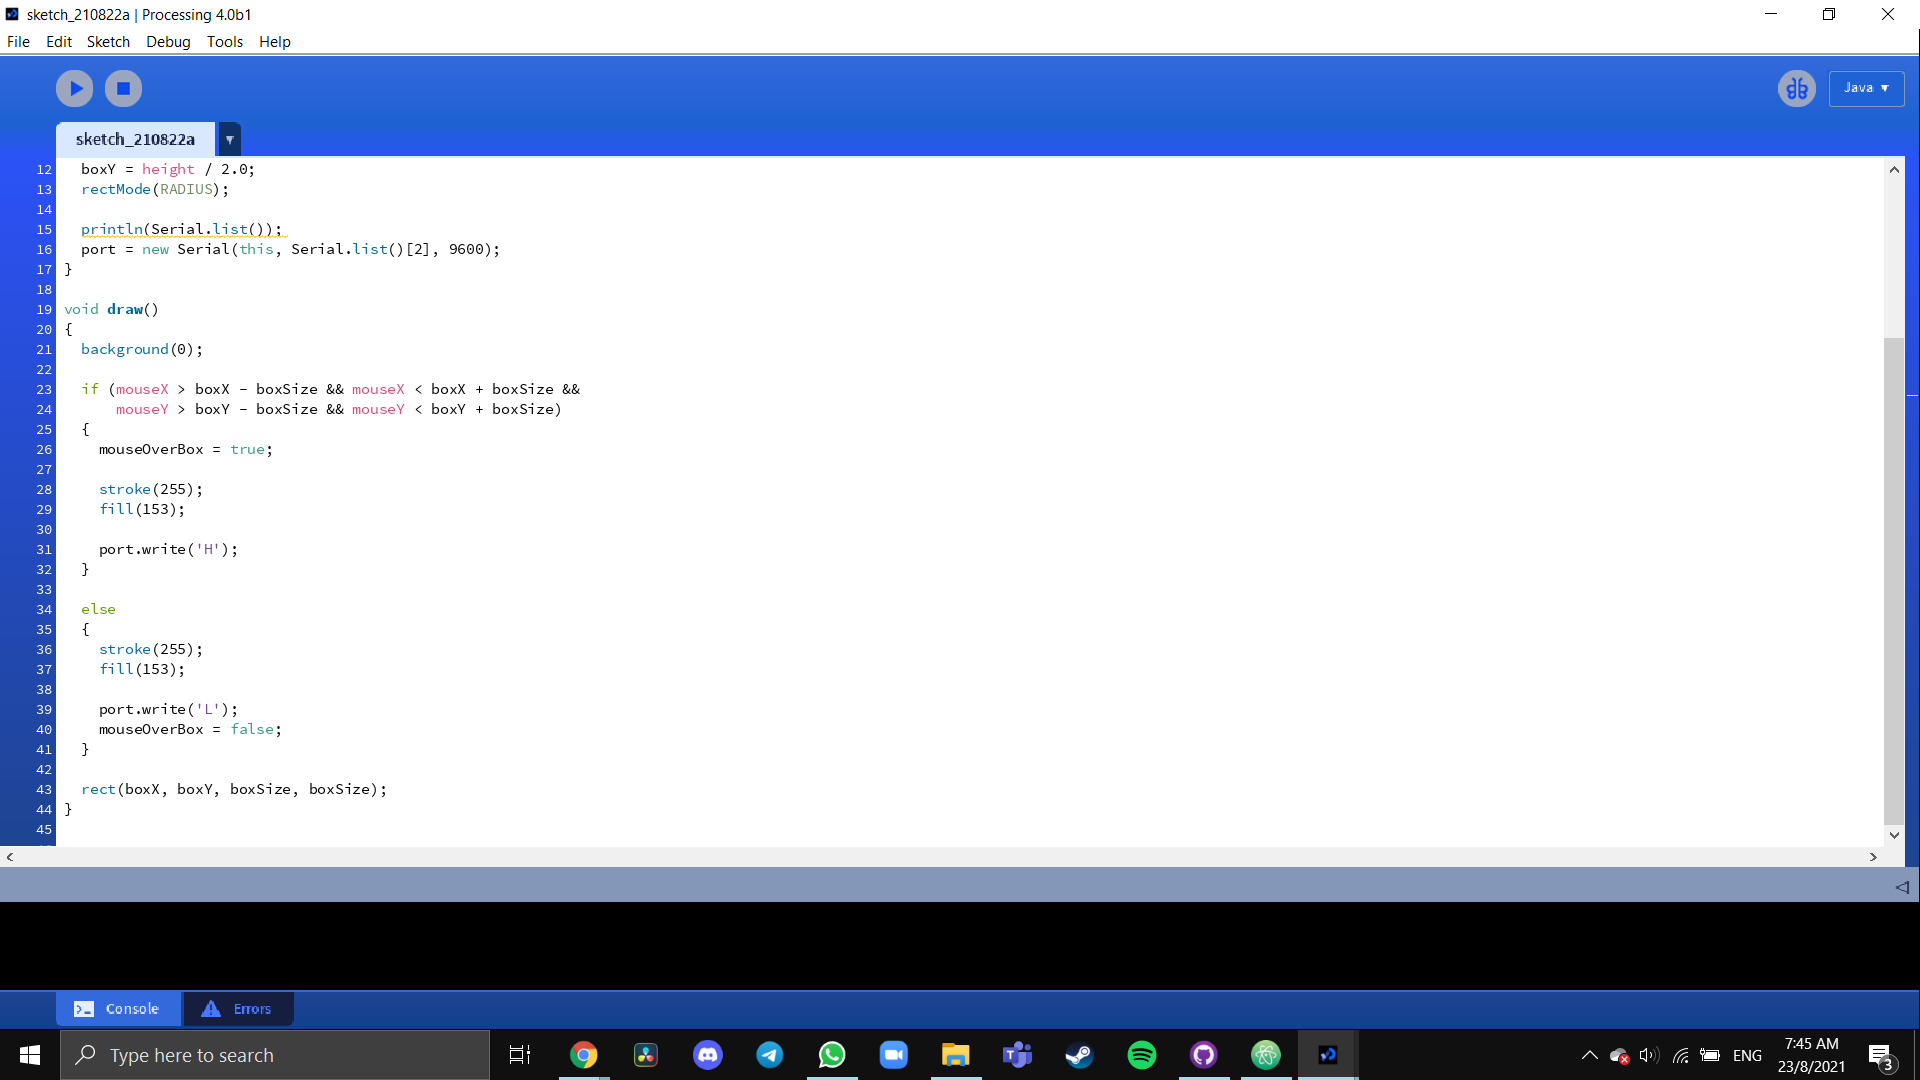 sketch_210822a | Processing 4.0b1
File Edit Sketch Debug Tools Help
Java ▼
sketch_210822a ▼
12 boxY = height / 2.0;
13 rectMode(RADIUS);
14
15 println(Serial.list());
16 port = new Serial(this, Serial.list()[2], 9600);
17 }
18
19 void draw()
20 {
21 background(0);
22
23 if (mouseX > boxX - boxSize && mouseX < boxX + boxSize &&
24 mouseY > boxY - boxSize && mouseY < boxY + boxSize)
25 {
26 mouseOverBox = true;
27
28 stroke(255);
29 fill(153);
30
31 port.write('H');
32 }
33
34 else
35 {
36 stroke(255);
37 fill(153);
38
39 port.write('L');
40 mouseOverBox = false;
41 }
42
43 rect(boxX, boxY, boxSize, boxSize);
44 }
45
Console Errors
Type here to search
ENG
7:45 AM
23/8/2021
3